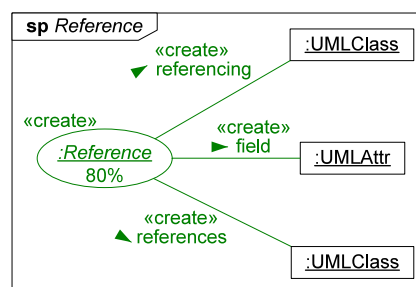 sp Reference
«create»
referencing
:UMLClass
«create»
:Reference
80%
«create»
field
:UMLAttr
«create»
references
:UMLClass